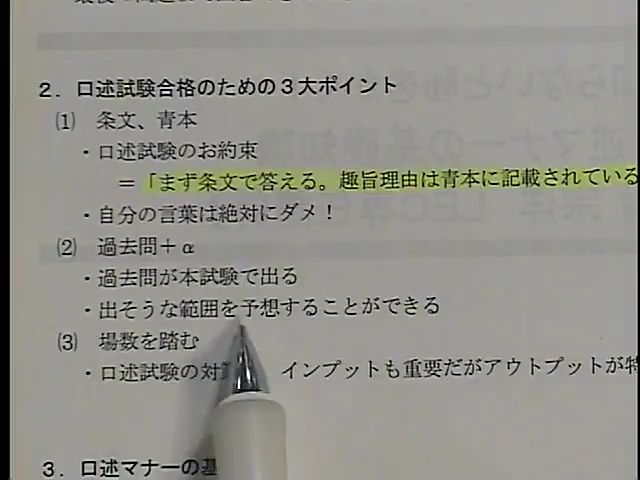 ２．口述試験合格のための３大ポイント
(1) 条文、青本
・口述試験のお約束
＝「まず条文で答える。趣旨理由は青本に記載されている
・自分の言葉は絶対にダメ！
(2) 過去問＋α
・過去問が本試験で出る
・出そうな範囲を予想することができる
(3) 場数を踏む
・口述試験の対 インプットも重要だがアウトプットが特
３．口述マナーの基